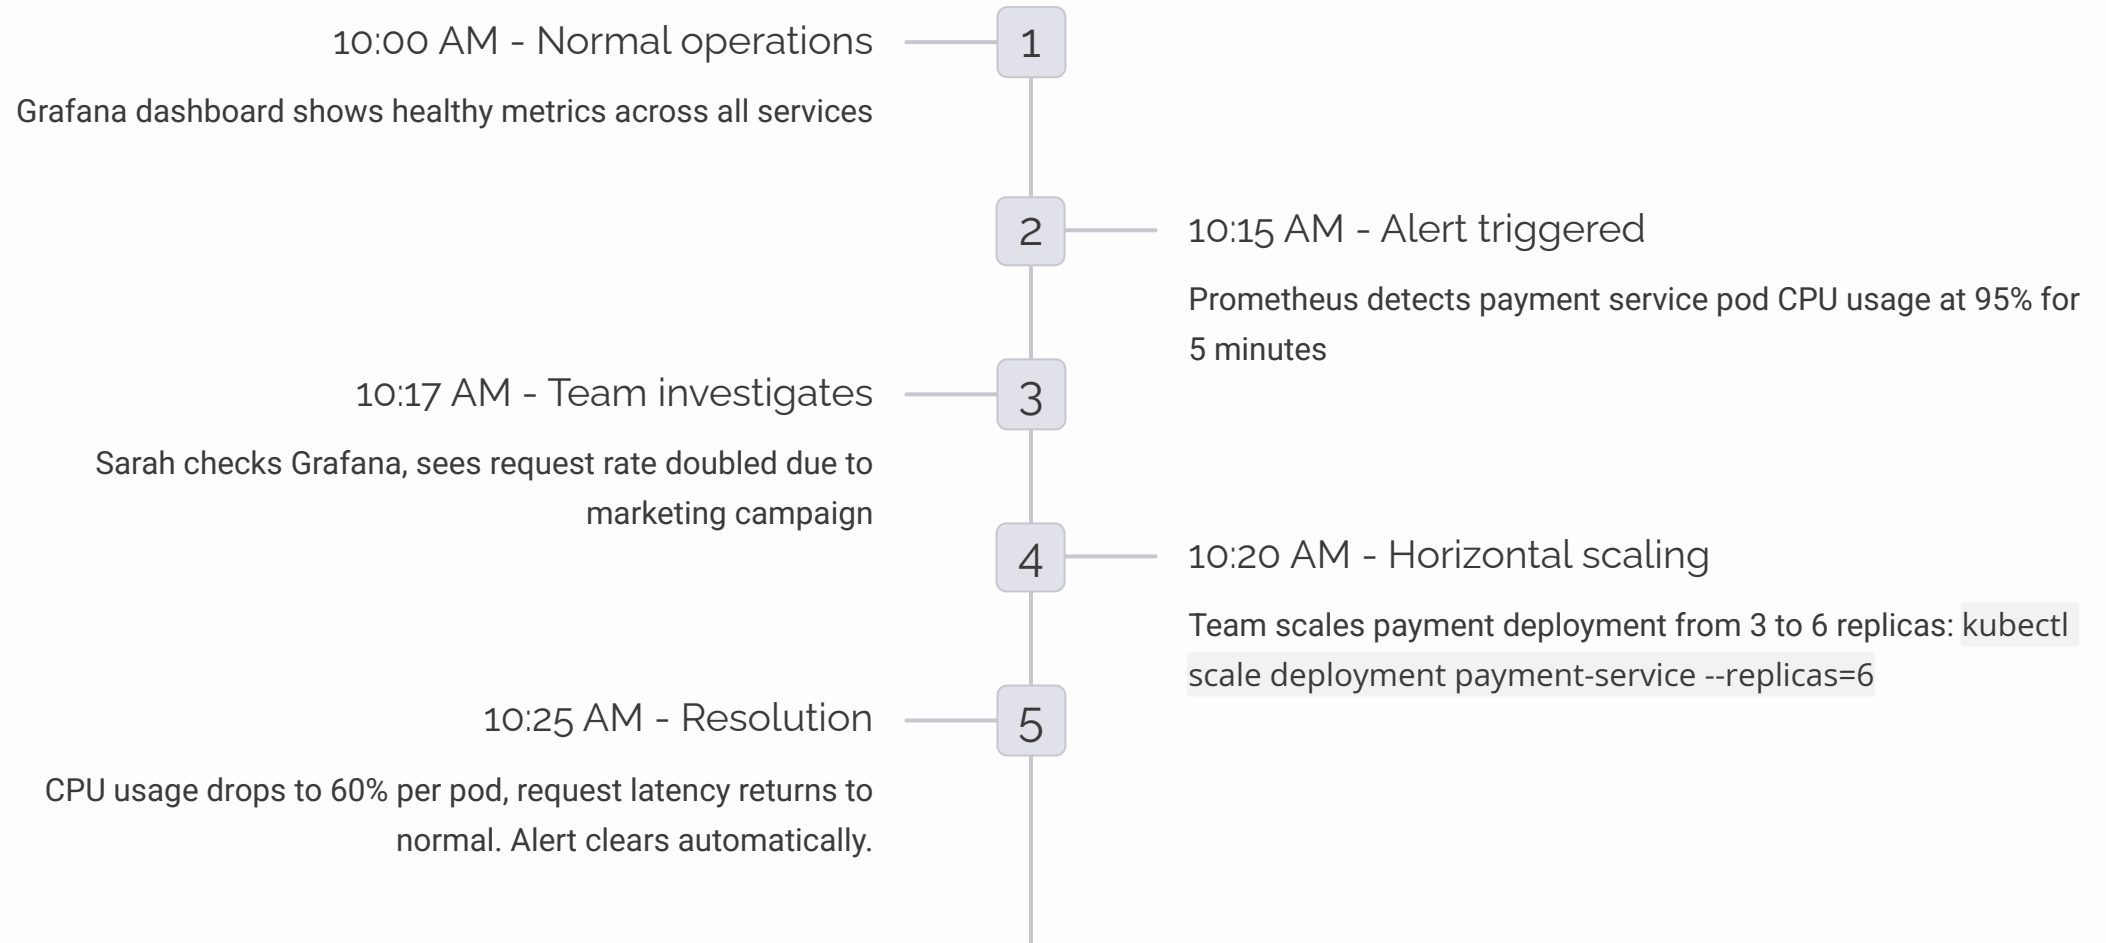 10:00 AM - Normal operations
1
Grafana dashboard shows healthy metrics across all services
2
10:15 AM - Alert triggered
Prometheus detects payment service pod CPU usage at 95% for
5 minutes
10:17 AM - Team investigates
3
Sarah checks Grafana, sees request rate doubled due to
marketing campaign
4
10:20 AM - Horizontal scaling
Team scales payment deployment from 3 to 6 replicas: kubectl
scale deployment payment-service --replicas=6
10:25 AM - Resolution
5
CPU usage drops to 60% per pod, request latency returns to
normal. Alert clears automatically.